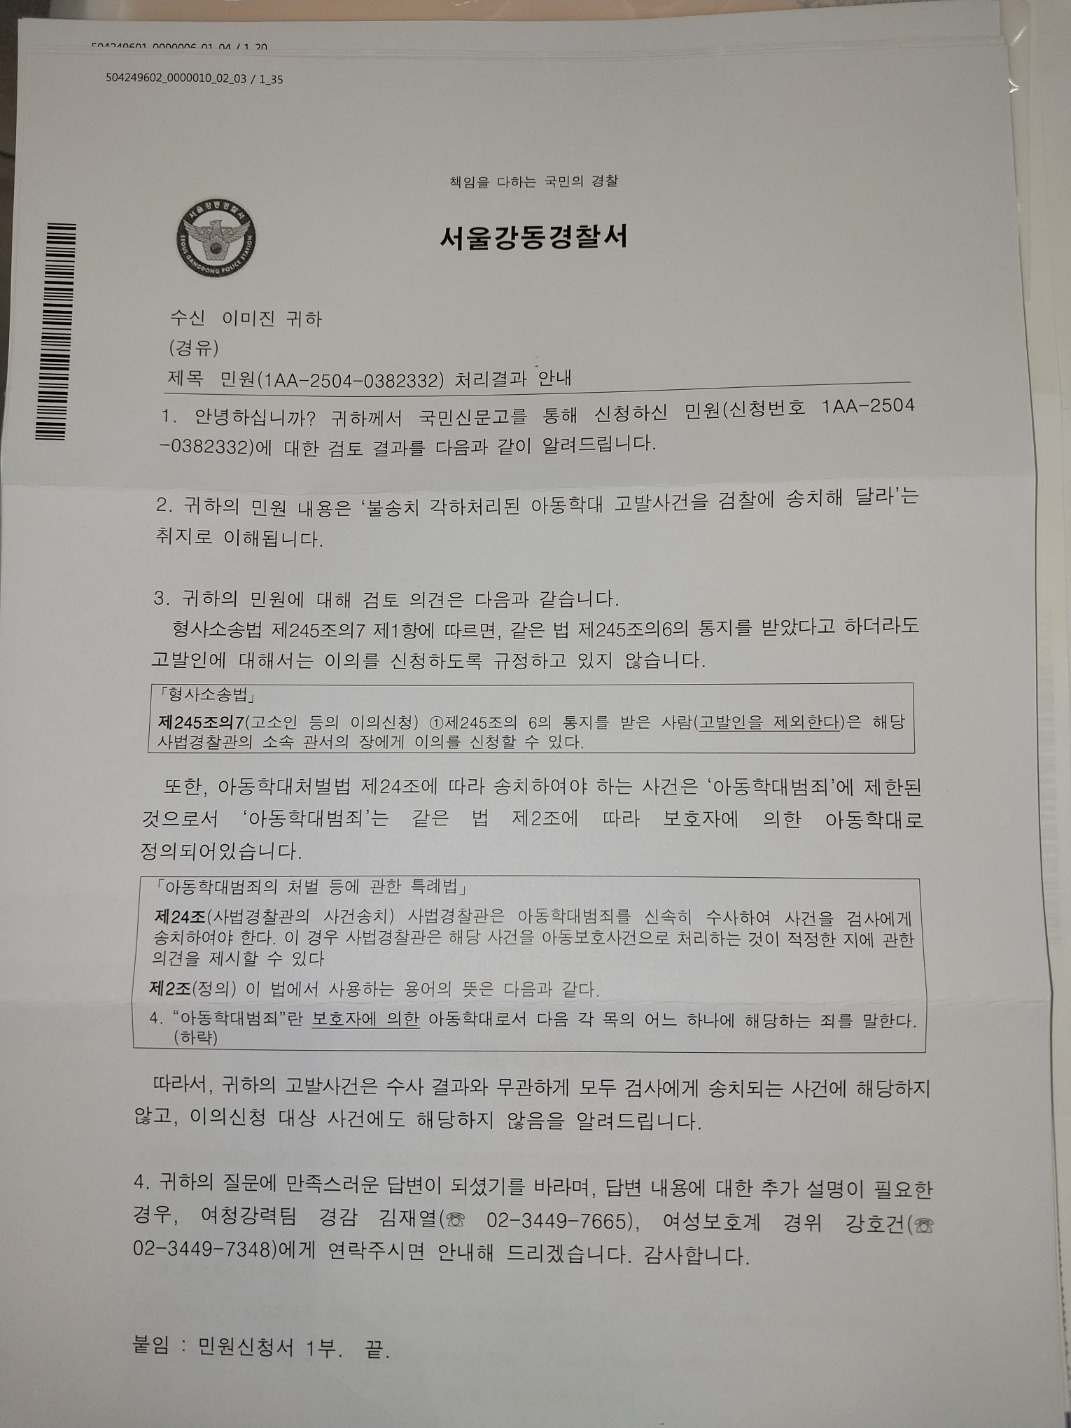 504249601_0000006_01_04 / 1_20
504249602_0000010_02_03 / 1_35
책임을 다하는 국민의 경찰
서울강동경찰서
서울강동경찰서
SEOUL GANGDONG POLICE STATION
수신 이미진 귀하
(경유)
제목 민원(1AA-2504-0382332) 처리결과 안내
1. 안녕하십니까? 귀하께서 국민신문고를 통해 신청하신 민원(신청번호 1AA-2504
-0382332)에 대한 검토 결과를 다음과 같이 알려드립니다.
2. 귀하의 민원 내용은 '불송치 각하처리된 아동학대 고발사건을 검찰에 송치해 달라'는
취지로 이해됩니다.
3. 귀하의 민원에 대해 검토 의견은 다음과 같습니다.
형사소송법 제245조의7 제1항에 따르면, 같은 법 제245조의6의 통지를 받았다고 하더라도
고발인에 대해서는 이의를 신청하도록 규정하고 있지 않습니다.
「형사소송법」
제245조의7(고소인 등의 이의신청) ①제245조의 6의 통지를 받은 사람(고발인을 제외한다)은 해당
사법경찰관의 소속 관서의 장에게 이의를 신청할 수 있다.
또한, 아동학대처벌법 제24조에 따라 송치하여야 하는 사건은 '아동학대범죄'에 제한된
것으로서 '아동학대범죄'는 같은 법 제2조에 따라 보호자에 의한 아동학대로
정의되어있습니다.
「아동학대범죄의 처벌 등에 관한 특례법」
제24조(사법경찰관의 사건송치) 사법경찰관은 아동학대범죄를 신속히 수사하여 사건을 검사에게
송치하여야 한다. 이 경우 사법경찰관은 해당 사건을 아동보호사건으로 처리하는 것이 적정한 지에 관한
의견을 제시할 수 있다
제2조(정의) 이 법에서 사용하는 용어의 뜻은 다음과 같다.
4. "아동학대범죄"란 보호자에 의한 아동학대로서 다음 각 목의 어느 하나에 해당하는 죄를 말한다.
(하략)
따라서, 귀하의 고발사건은 수사 결과와 무관하게 모두 검사에게 송치되는 사건에 해당하지
않고, 이의신청 대상 사건에도 해당하지 않음을 알려드립니다.
4. 귀하의 질문에 만족스러운 답변이 되셨기를 바라며, 답변 내용에 대한 추가 설명이 필요한
경우, 여청강력팀 경감 김재열(☏ 02-3449-7665), 여성보호계 경위 강호건(☏
02-3449-7348)에게 연락주시면 안내해 드리겠습니다. 감사합니다.
붙임 : 민원신청서 1부. 끝.